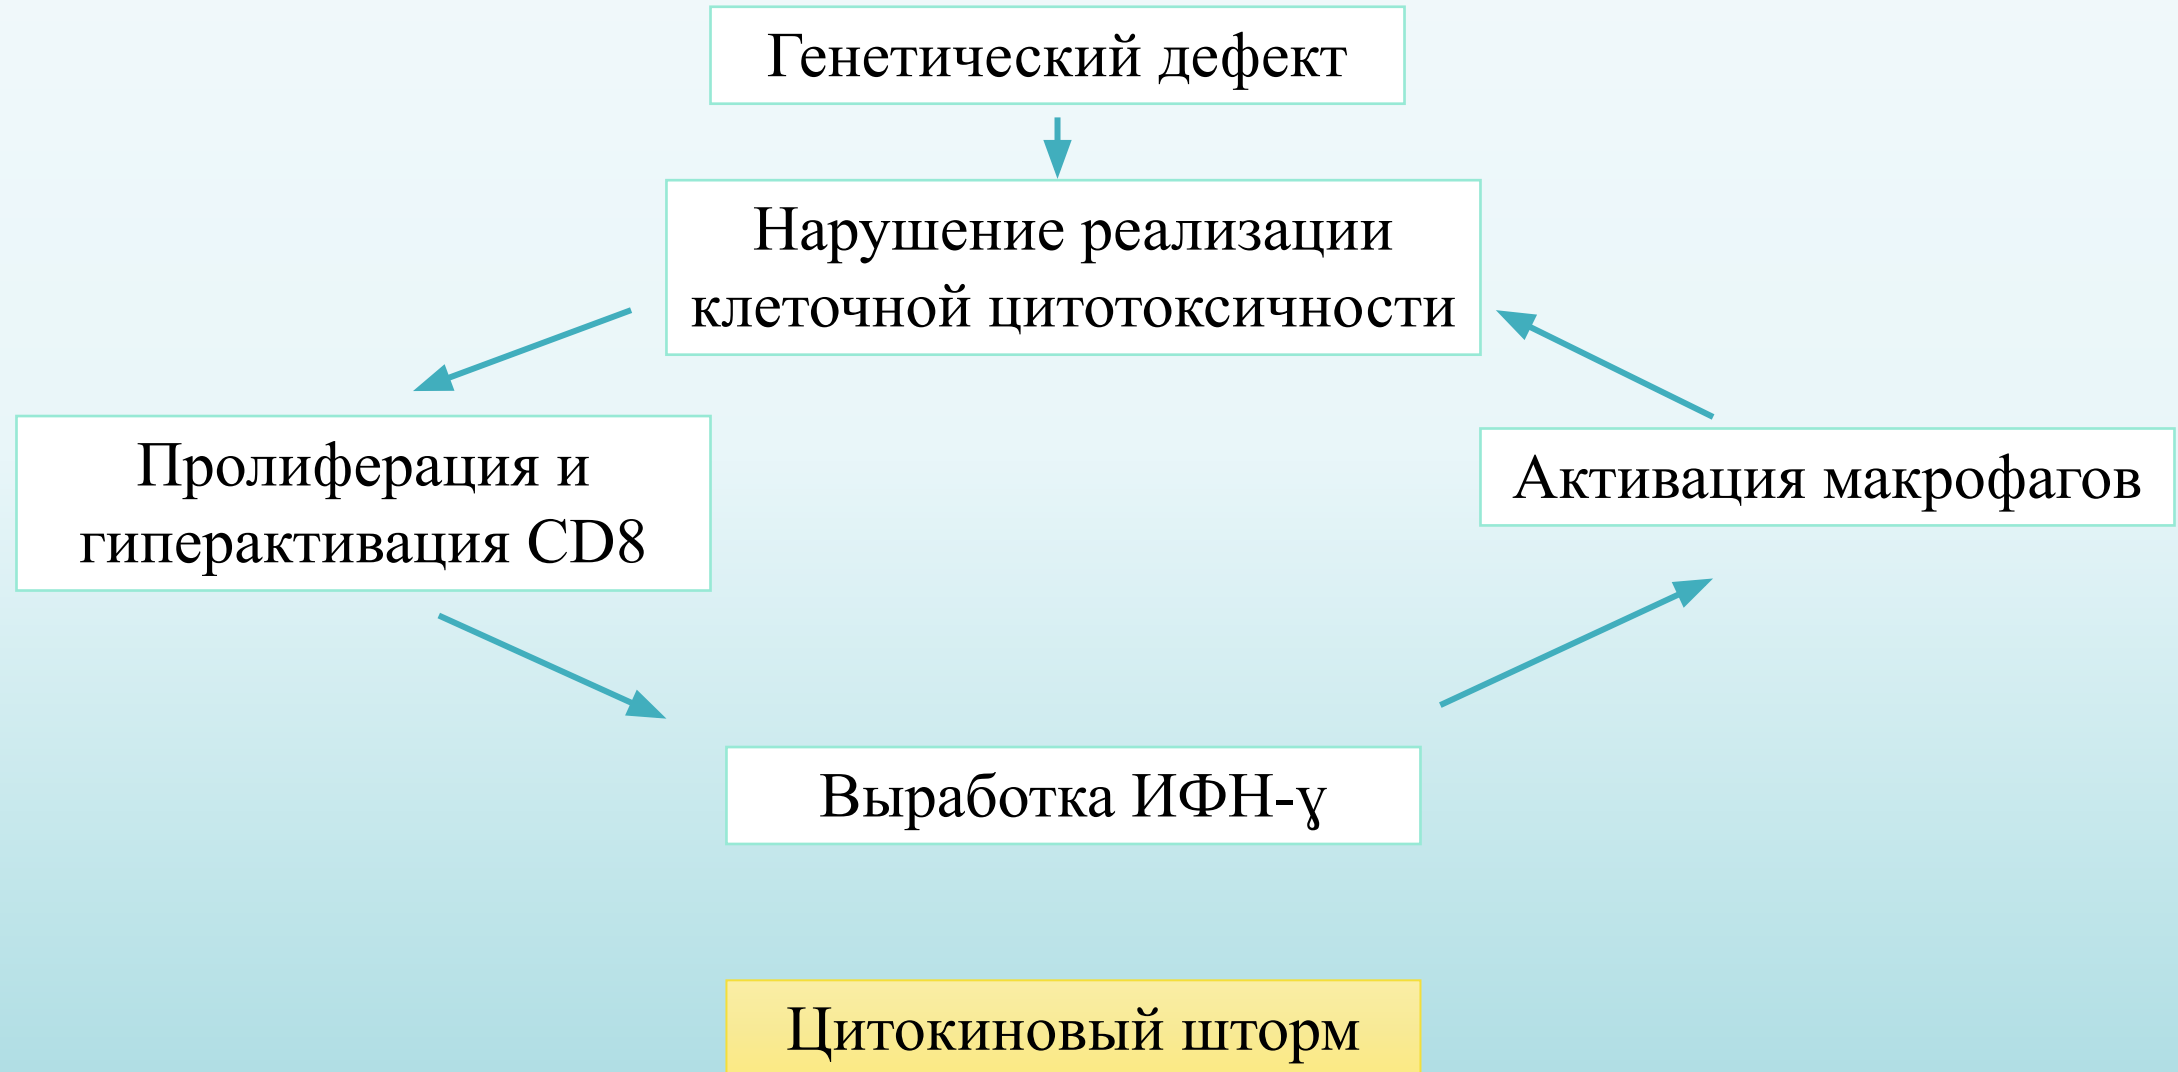 Генетический дефект
Нарушение реализации
клеточной цитотоксичности
Пролиферация и
гиперактивация CD8
Активация макрофагов
Выработка ИФН-ɣ
Цитокиновый шторм